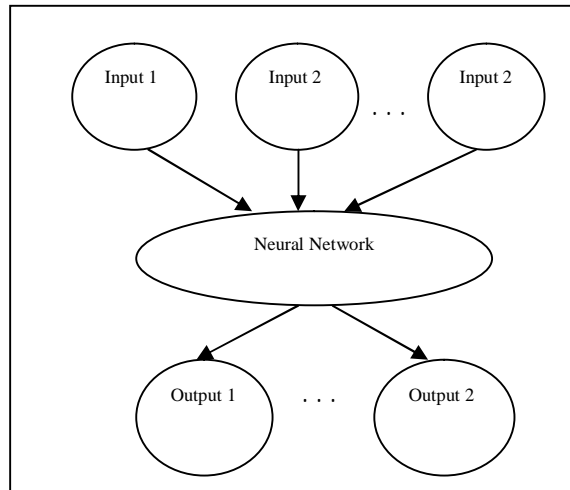 Input 1
Input 2
. . .
Input 2
Neural Network
Output 1
. . .
Output 2